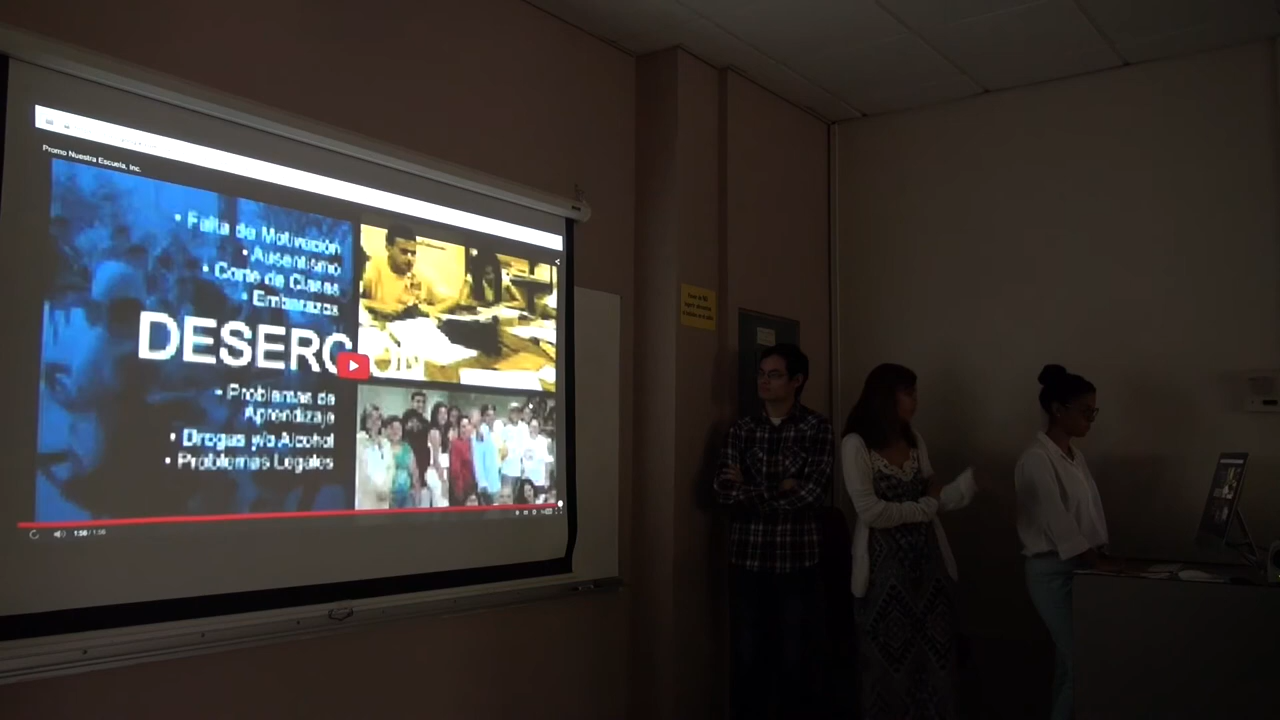 Promo Nuestra Escuela, Inc.
• Falta de Motivación
• Ausentismo
• Corte de Clases
• Embarazos
DESERCIÓN
• Problemas de
Aprendizaje
• Drogas y/o Alcohol
• Problemas Legales
1:56 / 1:56